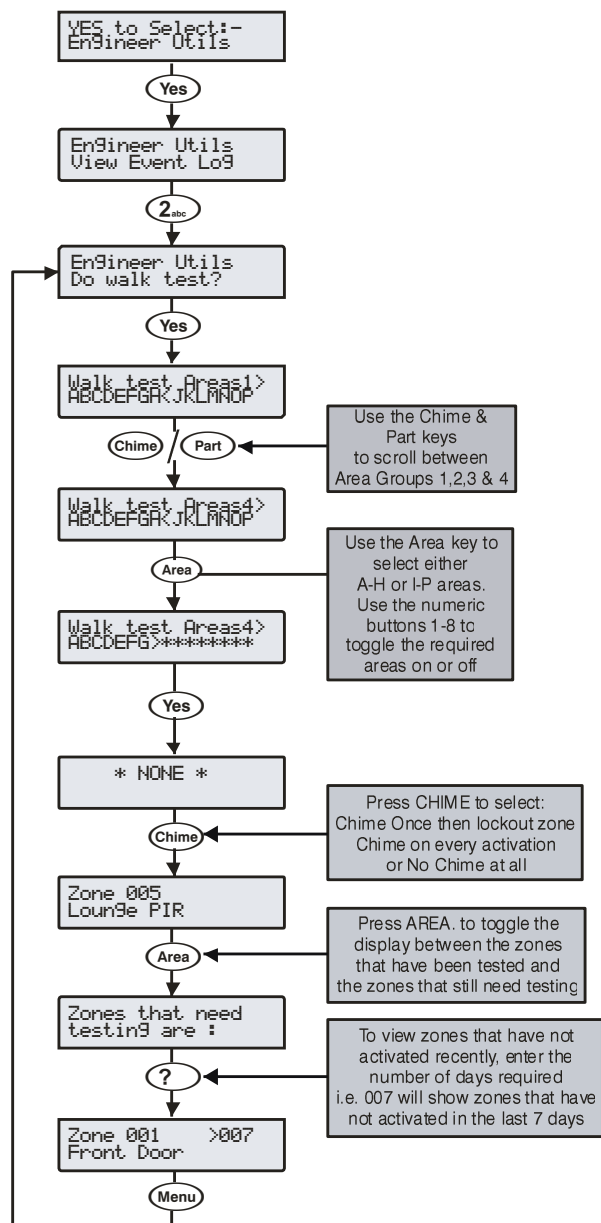 YES to Select:-
Engineer Utils
Yes
Engineer Utils
View Event Log
2abc
Engineer Utils
Do walk test?
Yes
Walk test Areas1>
ABCDEFGH<JKLMNOP
Chime / Part
Use the Chime &
Part keys
to scroll between
Area Groups 1,2,3 & 4
Walk test Areas4>
ABCDEFGH<JKLMNOP
Area
Use the Area key to
select either
A-H or I-P areas.
Use the numeric
buttons 1-8 to
toggle the required
areas on or off
Walk test Areas4>
ABCDEFG>********
Yes
* NONE *
Chime
Press CHIME to select:
Chime Once then lockout zone
Chime on every activation
or No Chime at all
Zone 005
Lounge PIR
Area
Press AREA. to toggle the
display between the zones
that have been tested and
the zones that still need testing
Zones that need
testing are :
?
To view zones that have not
activated recently, enter the
number of days required
i.e. 007 will show zones that have
not activated in the last 7 days
Zone 001 >007
Front Door
Menu